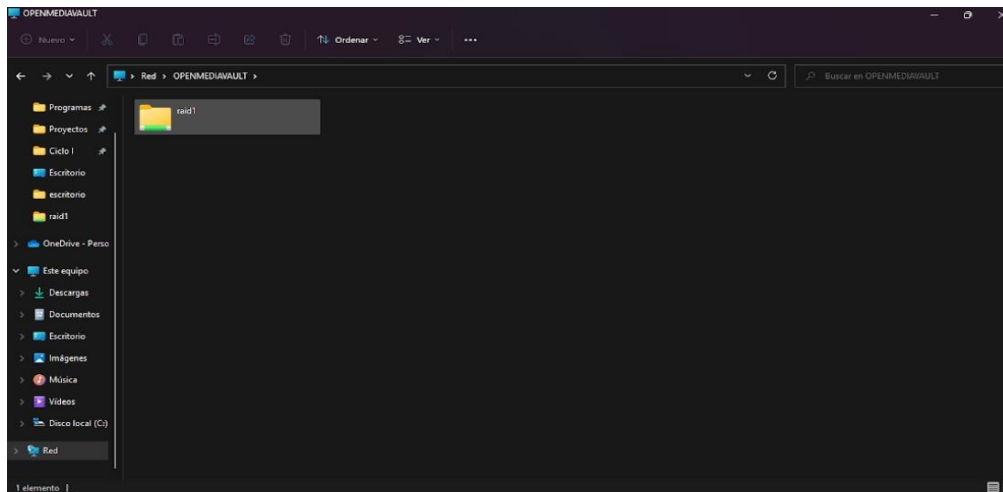 OPENMEDIAVAULT
Nuevo Ordenar Ver
Red > OPENMEDIAVAULT > Buscar en OPENMEDIAVAULT
Programas
raid1
Proyectos
Ciclo I
Escritorio
escritorio
raid1
OneDrive - Perso
Este equipo
Descargas
Documentos
Escritorio
Imágenes
Música
Vídeos
Disco local (C:)
Red
1 elemento